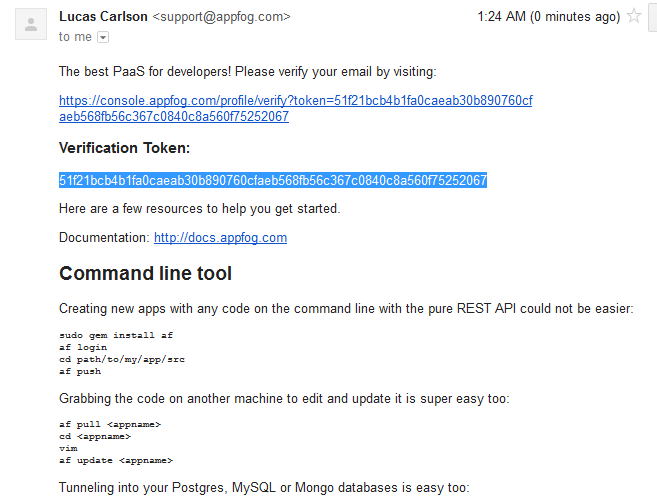 Lucas Carlson <support@appfog.com> 1:24 AM (0 minutes ago)
to me
The best PaaS for developers! Please verify your email by visiting:
https://console.appfog.com/profile/verify?token=51f21bcb4b1fa0caeab30b890760cf
aeb568fb56c367c0840c8a560f75252067
Verification Token:
51f21bcb4b1fa0caeab30b890760cfaeb568fb56c367c0840c8a560f75252067
Here are a few resources to help you get started.
Documentation: http://docs.appfog.com
Command line tool
Creating new apps with any code on the command line with the pure REST API could not be easier:
sudo gem install af
af login
cd path/to/my/app/src
af push
Grabbing the code on another machine to edit and update it is super easy too:
af pull <appname>
cd <appname>
vim
af update <appname>
Tunneling into your Postgres, MySQL or Mongo databases is easy too: